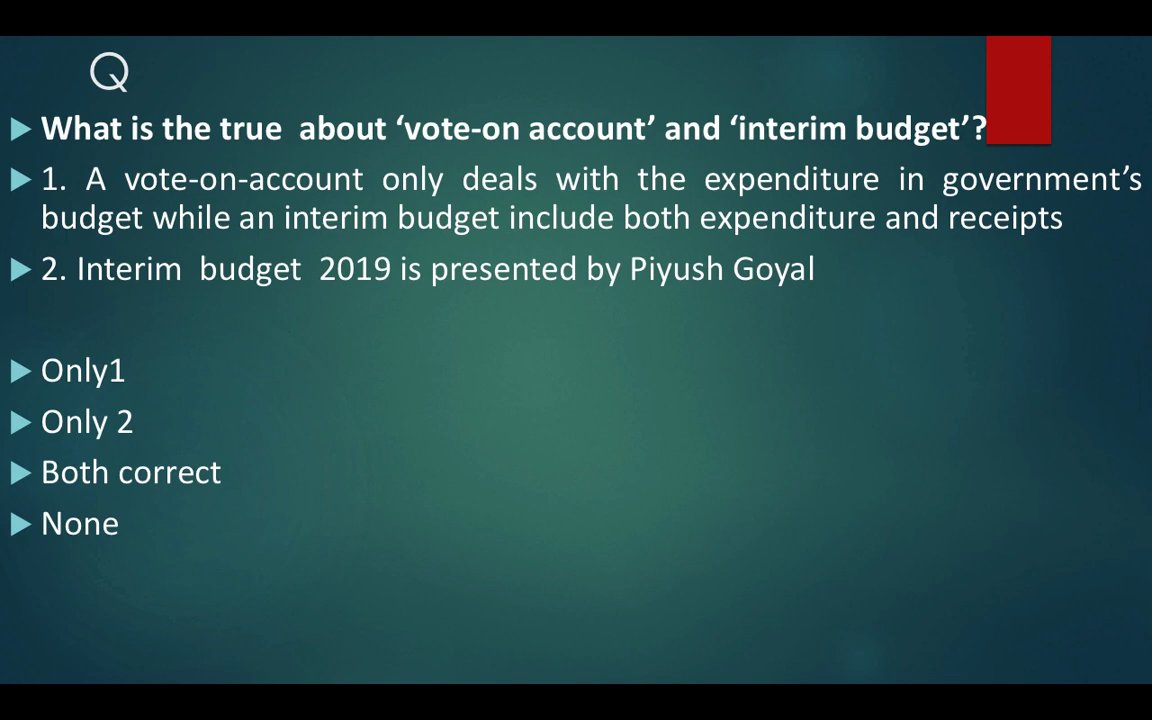 Q
What is the true about ‘vote-on account’ and ‘interim budget’?
1. A vote-on-account only deals with the expenditure in government’s
budget while an interim budget include both expenditure and receipts
2. Interim budget 2019 is presented by Piyush Goyal
Only1
Only 2
Both correct
None